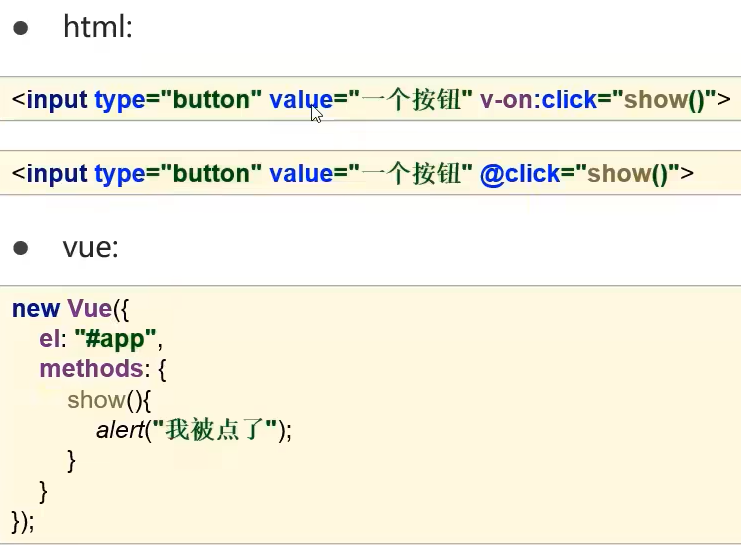 ● html:
<input type="button" value="一个按钮" v-on:click="show()">
<input type="button" value="一个按钮" @click="show()">
● vue:
new Vue({
    el: "#app",
    methods: {
        show(){
            alert("我被点了");
        }
    }
});